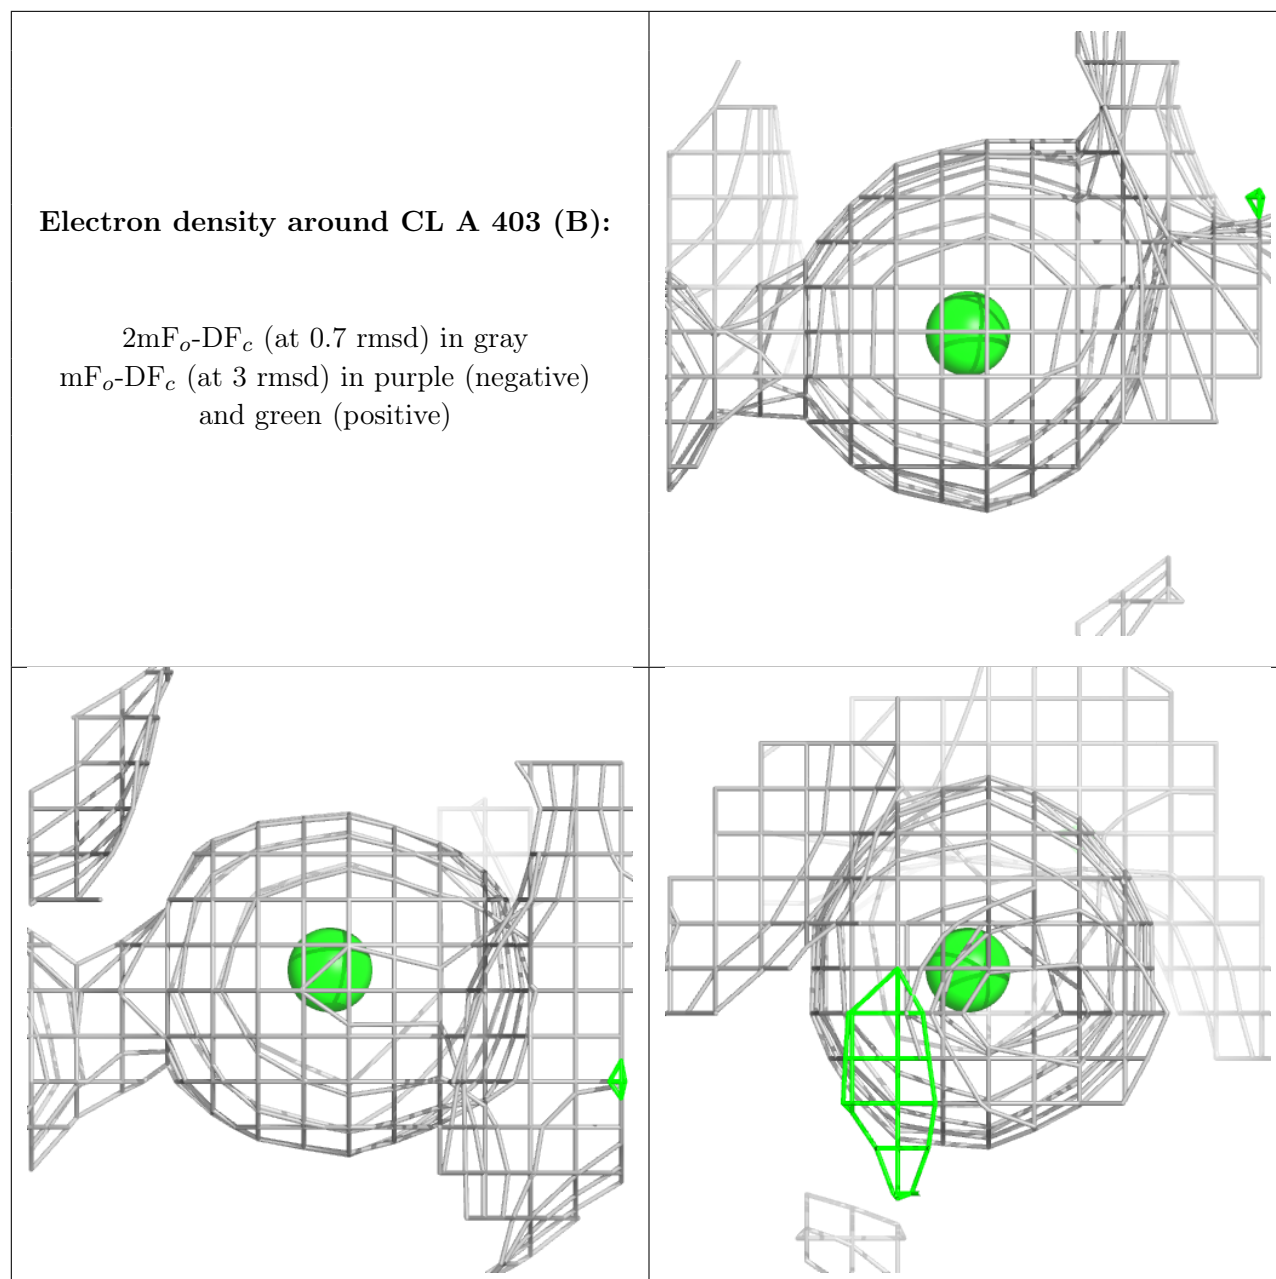 Electron density around CL A 403 (B):
2mFo-DFc (at 0.7 rmsd) in gray
mFo-DFc (at 3 rmsd) in purple (negative)
and green (positive)